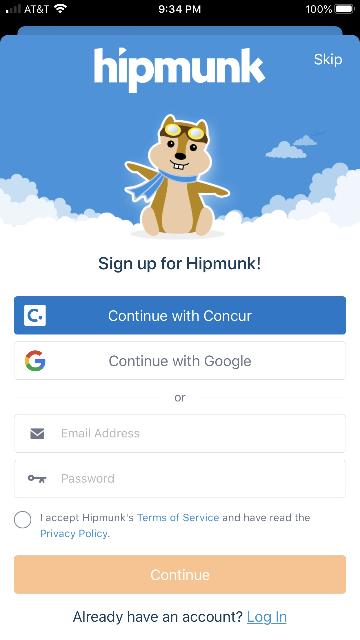 AT&T 9:34 PM 100%
hipmunk
Skip
Sign up for Hipmunk!
C.
Continue with Concur
G
Continue with Google
or
Email Address
Password
I accept Hipmunk's Terms of Service and have read the
Privacy Policy.
Continue
Already have an account? Log In